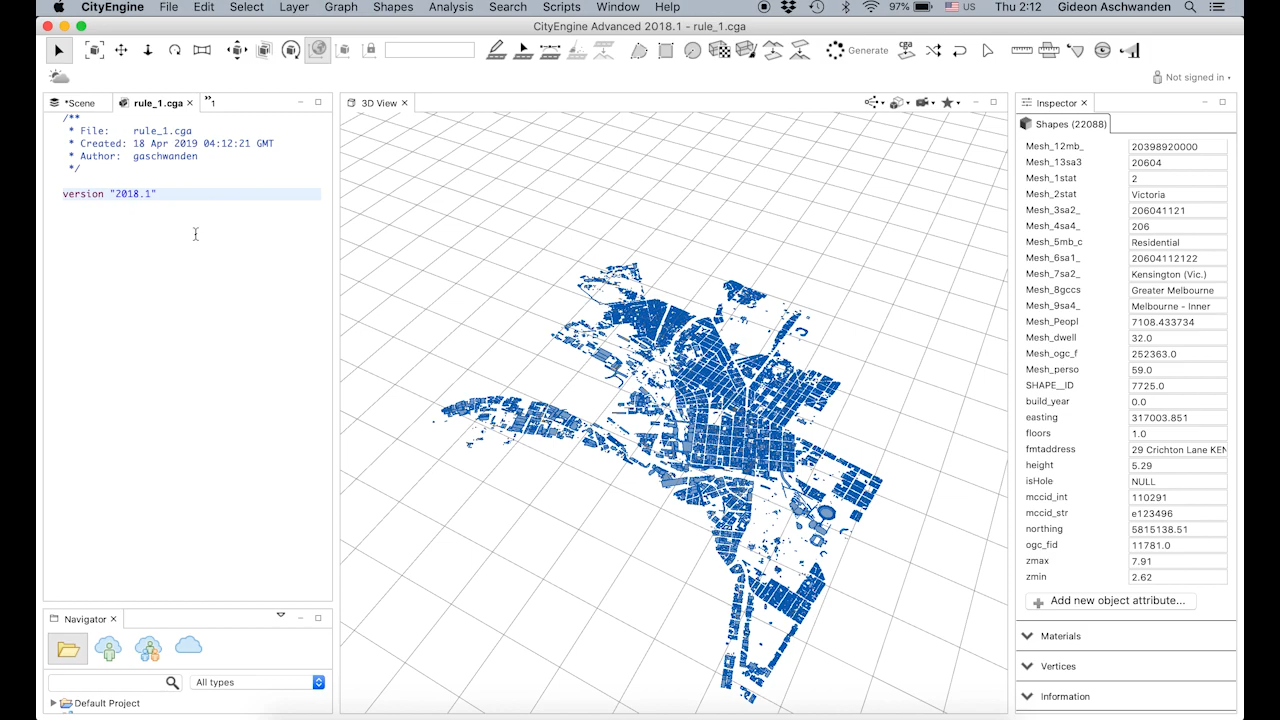 CityEngine File Edit Select Layer Graph Shapes Analysis Search Scripts Window Help 97% US Thu 2:12 Gideon Aschwanden
CityEngine Advanced 2018.1 - rule_1.cga
Generate cga
Not signed in
*Scene rule_1.cga 1 3D View Inspector
Shapes (22088)
/**
* File: rule_1.cga
* Created: 18 Apr 2019 04:12:21 GMT
* Author: gaschwanden
*/
version "2018.1"
Mesh_12mb_ 20398920000
Mesh_13sa3 20604
Mesh_1stat 2
Mesh_2stat Victoria
Mesh_3sa2_ 206041121
Mesh_4sa4_ 206
Mesh_5mb_c Residential
Mesh_6sa1_ 20604112122
Mesh_7sa2_ Kensington (Vic.)
Mesh_8gccs Greater Melbourne
Mesh_9sa4_ Melbourne - Inner
Mesh_Peopl 7108.433734
Mesh_dwell 32.0
Mesh_ogc_f 252363.0
Mesh_perso 59.0
SHAPE__ID 7725.0
build_year 0.0
easting 317003.851
floors 1.0
fmtaddress 29 Crichton Lane KEN
height 5.29
isHole NULL
mccid_int 110291
mccid_str e123496
northing 5815138.51
ogc_fid 11781.0
zmax 7.91
zmin 2.62
Add new object attribute...
Materials
Vertices
Information
Navigator
All types
Default Project